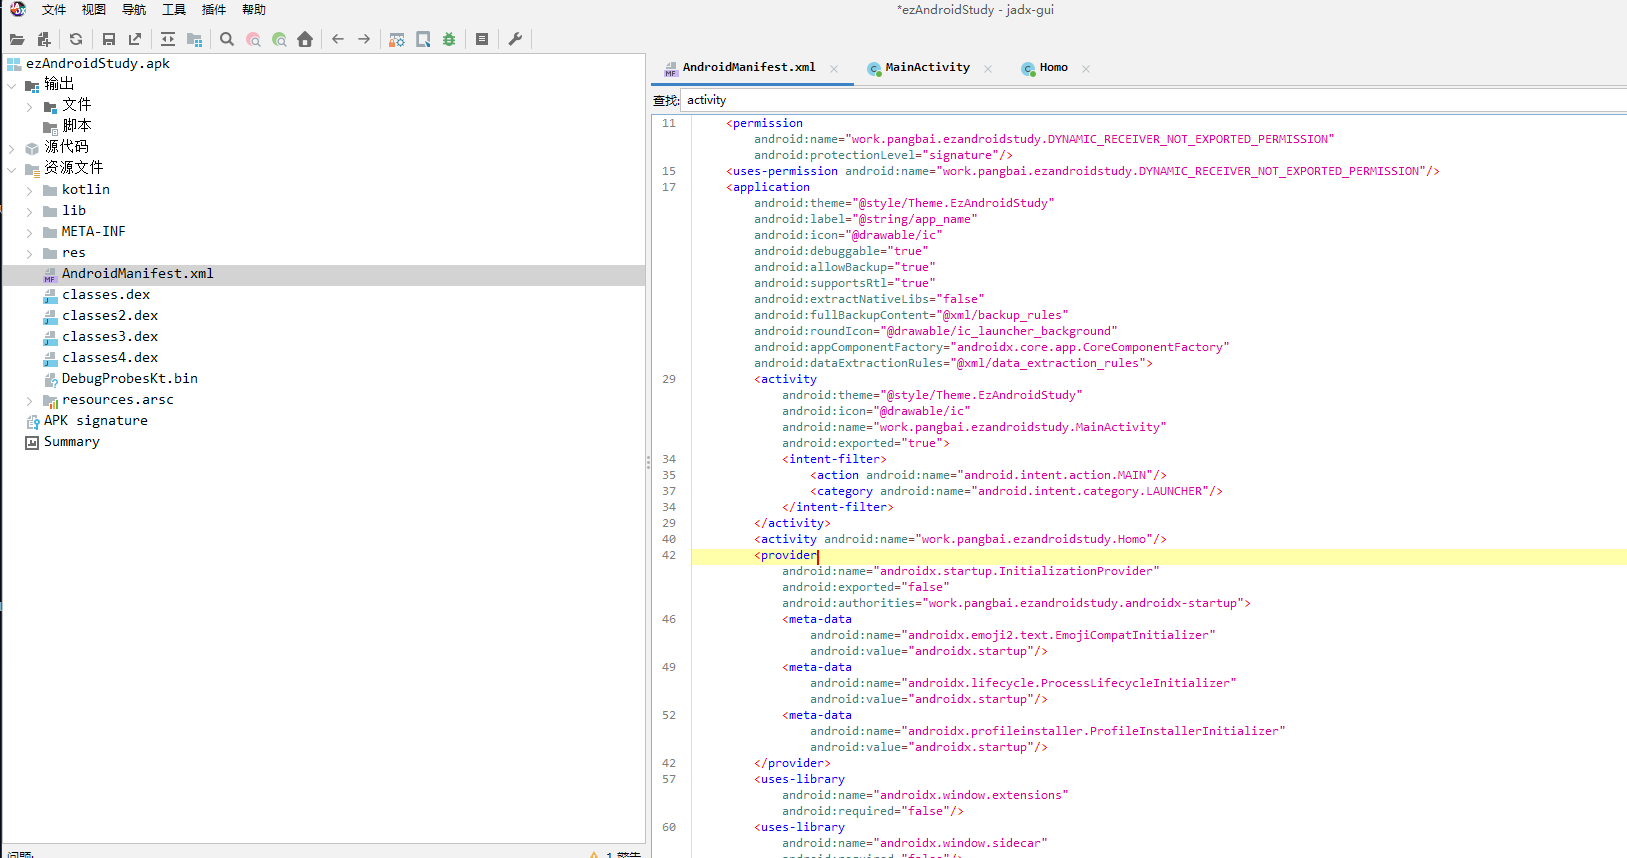 文件 视图 导航 工具 插件 帮助
*ezAndroidStudy - jadx-gui
ezAndroidStudy.apk
输出
文件
脚本
源代码
资源文件
kotlin
lib
META-INF
res
AndroidManifest.xml
classes.dex
classes2.dex
classes3.dex
classes4.dex
DebugProbesKt.bin
resources.arsc
APK signature
Summary
问题:
1 警告
AndroidManifest.xml MainActivity Homo
查找: activity
11 <permission
android:name="work.pangbai.ezandroidstudy.DYNAMIC_RECEIVER_NOT_EXPORTED_PERMISSION"
android:protectionLevel="signature"/>
15 <uses-permission android:name="work.pangbai.ezandroidstudy.DYNAMIC_RECEIVER_NOT_EXPORTED_PERMISSION"/>
17 <application
android:theme="@style/Theme.EzAndroidStudy"
android:label="@string/app_name"
android:icon="@drawable/ic"
android:debuggable="true"
android:allowBackup="true"
android:supportsRtl="true"
android:extractNativeLibs="false"
android:fullBackupContent="@xml/backup_rules"
android:roundIcon="@drawable/ic_launcher_background"
android:appComponentFactory="androidx.core.app.CoreComponentFactory"
android:dataExtractionRules="@xml/data_extraction_rules">
29 <activity
android:theme="@style/Theme.EzAndroidStudy"
android:icon="@drawable/ic"
android:name="work.pangbai.ezandroidstudy.MainActivity"
android:exported="true">
34 <intent-filter>
35 <action android:name="android.intent.action.MAIN"/>
37 <category android:name="android.intent.category.LAUNCHER"/>
34 </intent-filter>
29 </activity>
40 <activity android:name="work.pangbai.ezandroidstudy.Homo"/>
42 <provider
android:name="androidx.startup.InitializationProvider"
android:exported="false"
android:authorities="work.pangbai.ezandroidstudy.androidx-startup">
46 <meta-data
android:name="androidx.emoji2.text.EmojiCompatInitializer"
android:value="androidx.startup"/>
49 <meta-data
android:name="androidx.lifecycle.ProcessLifecycleInitializer"
android:value="androidx.startup"/>
52 <meta-data
android:name="androidx.profileinstaller.ProfileInstallerInitializer"
android:value="androidx.startup"/>
42 </provider>
57 <uses-library
android:name="androidx.window.extensions"
android:required="false"/>
60 <uses-library
android:name="androidx.window.sidecar"
android:required="false"/>